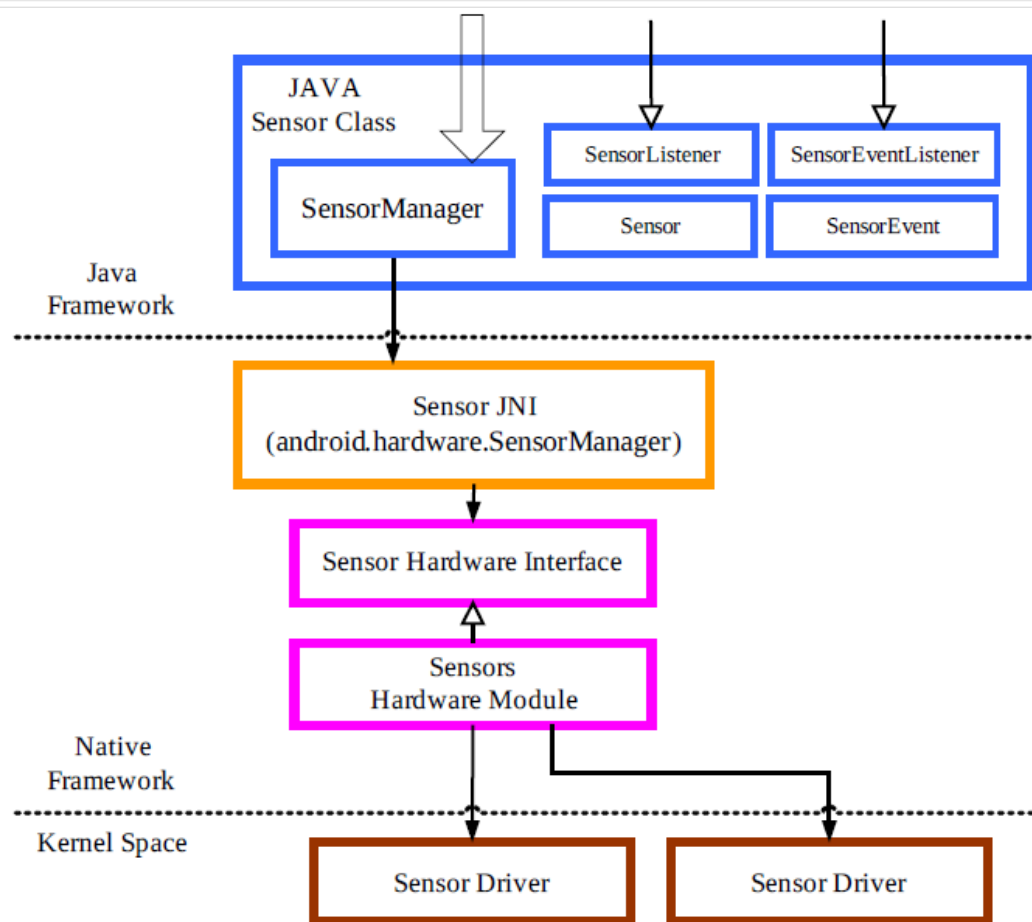 JAVA
Sensor Class
SensorManager
SensorListener
SensorEventListener
Sensor
SensorEvent
Java
Framework
Sensor JNI
(android.hardware.SensorManager)
Sensor Hardware Interface
Sensors
Hardware Module
Native
Framework
Kernel Space
Sensor Driver
Sensor Driver